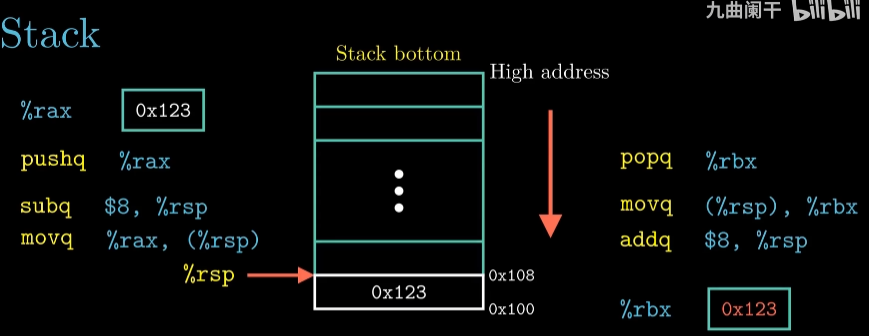 九曲阑干 bilibili
Stack
Stack bottom
High address
%rax 0x123
pushq %rax
subq $8, %rsp
movq %rax, (%rsp)
%rsp
0x123
0x108
0x100
popq %rbx
movq (%rsp), %rbx
addq $8, %rsp
%rbx 0x123